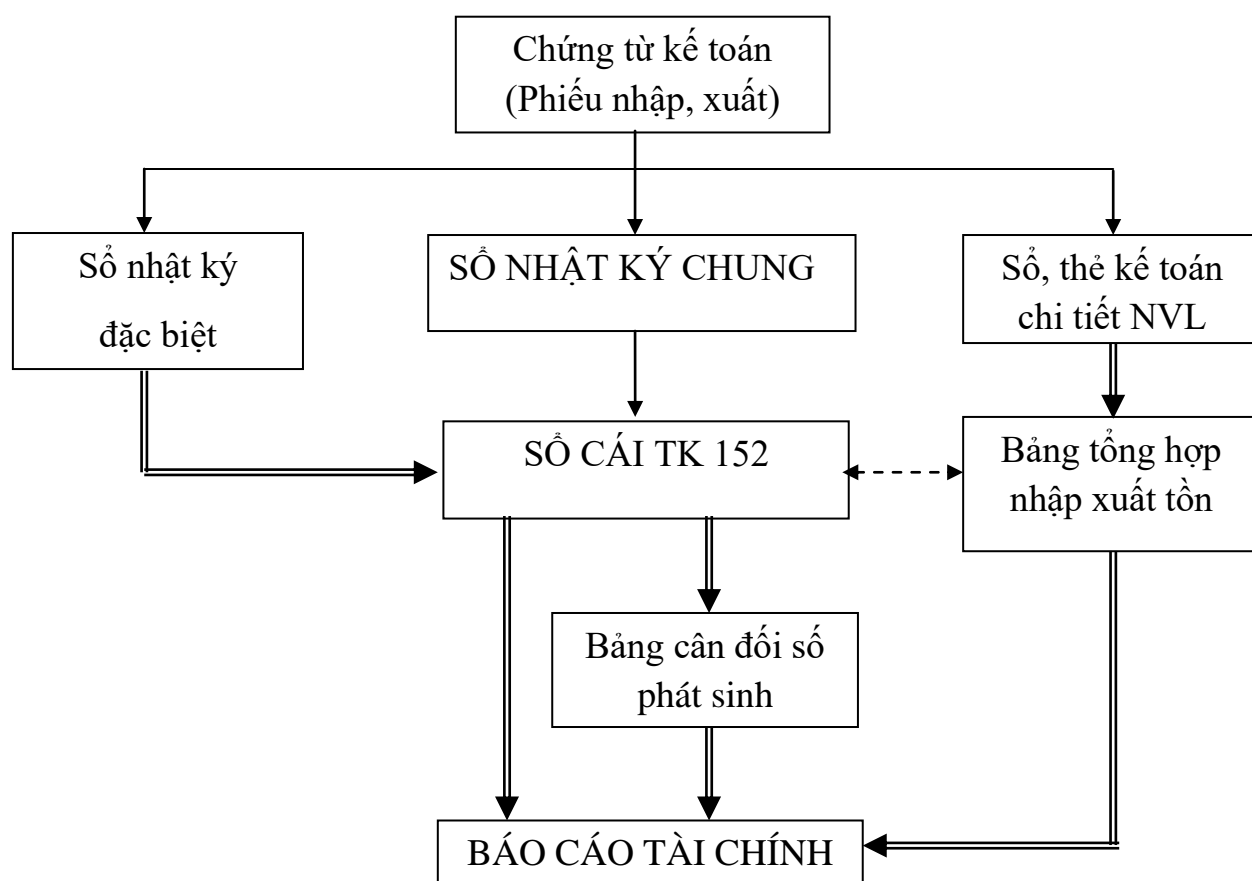 Chứng từ kế toán
(Phiếu nhập, xuất)
Sổ nhật ký
đặc biệt
SỔ NHẬT KÝ CHUNG
Sổ, thẻ kế toán
chi tiết NVL
SỔ CÁI TK 152
Bảng tổng hợp
nhập xuất tồn
Bảng cân đối số
phát sinh
BÁO CÁO TÀI CHÍNH